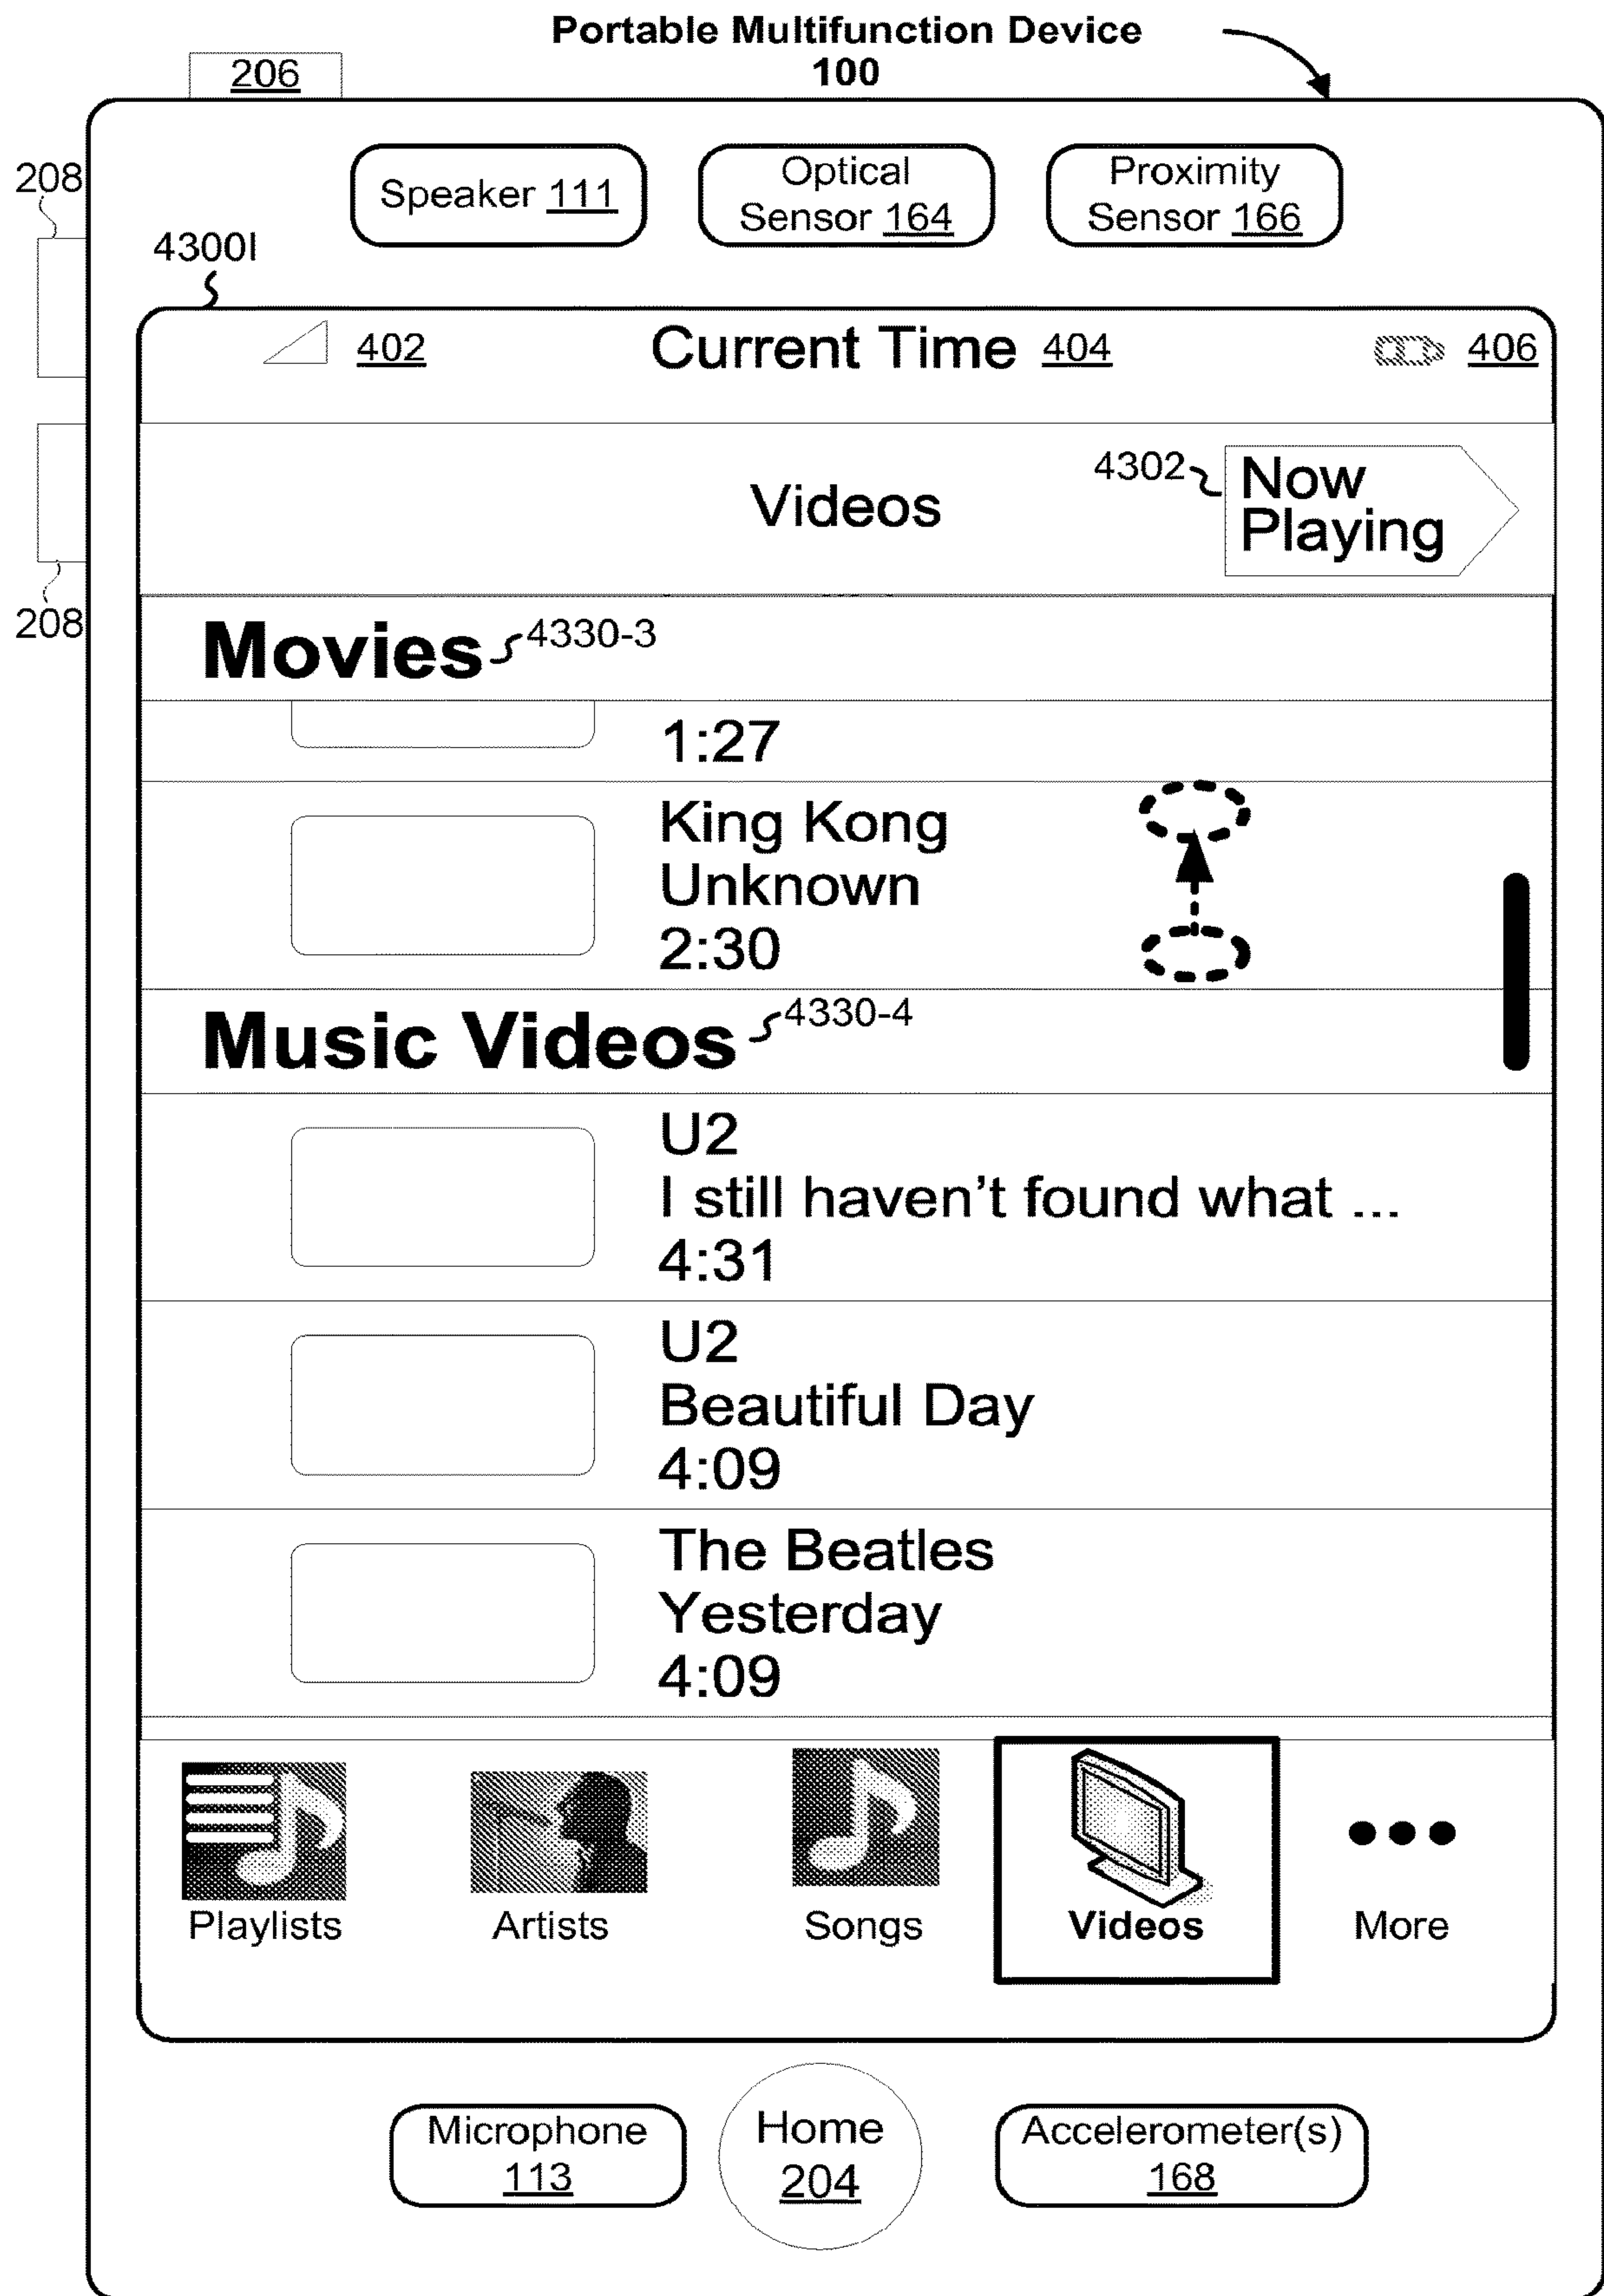 Portable Multifunction Device
100
206
208
Speaker 111
Optical
Sensor 164
Proximity
Sensor 166
4300I
402
Current Time 404
406
Videos
4302
Now
Playing
208
Movies
4330-3
1:27
King Kong
Unknown
2:30
Music Videos
4330-4
U2
I still haven’t found what ...
4:31
U2
Beautiful Day
4:09
The Beatles
Yesterday
4:09
Playlists
Artists
Songs
Videos
More
Microphone
113
Home
204
Accelerometer(s)
168